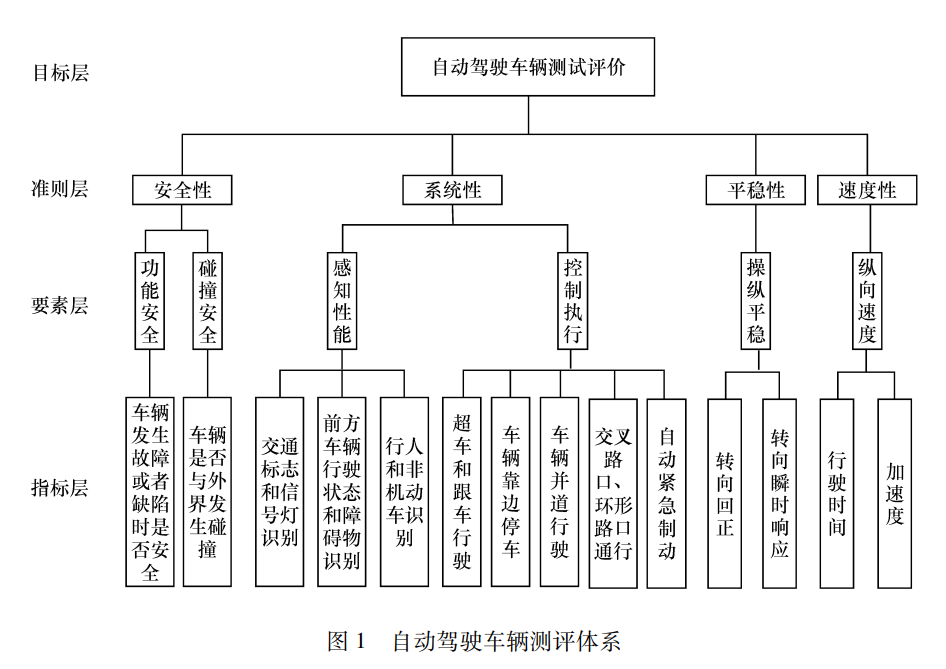 目标层
自动驾驶车辆测试评价
准则层
安全性
系统性
平稳性
速度性
要素层
功能安全
碰撞安全
感知性能
控制执行
操纵平稳
纵向速度
指标层
车辆
发生
故障
或者
缺陷
时是
否安
全
车辆
是否
与外
界发
生碰
撞
交通
标志
和信
号灯
识别
前方
车辆
行驶
状态
和障
碍物
识别
行人
和非
机动
车识
别
超车和跟车行驶
车辆靠边停车
车辆并道行驶
交叉
路
口、
环形
路口
通行
自动紧急制动
转向回正
转向瞬时响应
行驶时间
加速度
图 1 自动驾驶车辆测评体系